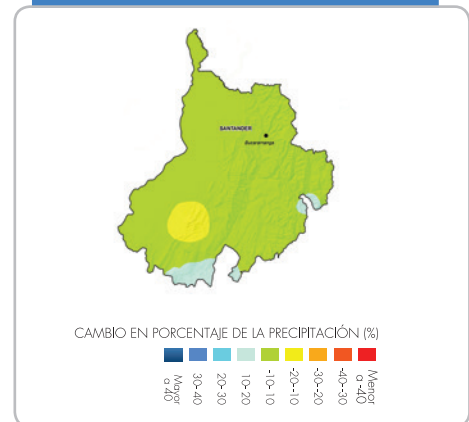 SANTANDER
Bucaramanga
CAMBIO EN PORCENTAJE DE LA PRECIPITACIÓN (%)
Mayor a 40
30- 40
20- 30
10- 20
-10-10
-20--10
-30--20
-40--30
Menor a -40